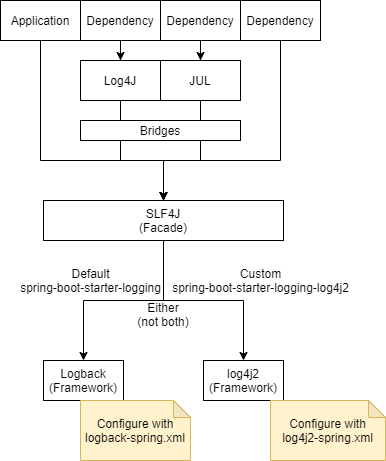 Application
Dependency
Dependency
Dependency
Log4J
JUL
Bridges
SLF4J
(Facade)
Default
spring-boot-starter-logging
Custom
spring-boot-starter-logging-log4j2
Either
(not both)
Logback
(Framework)
log4j2
(Framework)
Configure with
logback-spring.xml
Configure with
log4j2-spring.xml